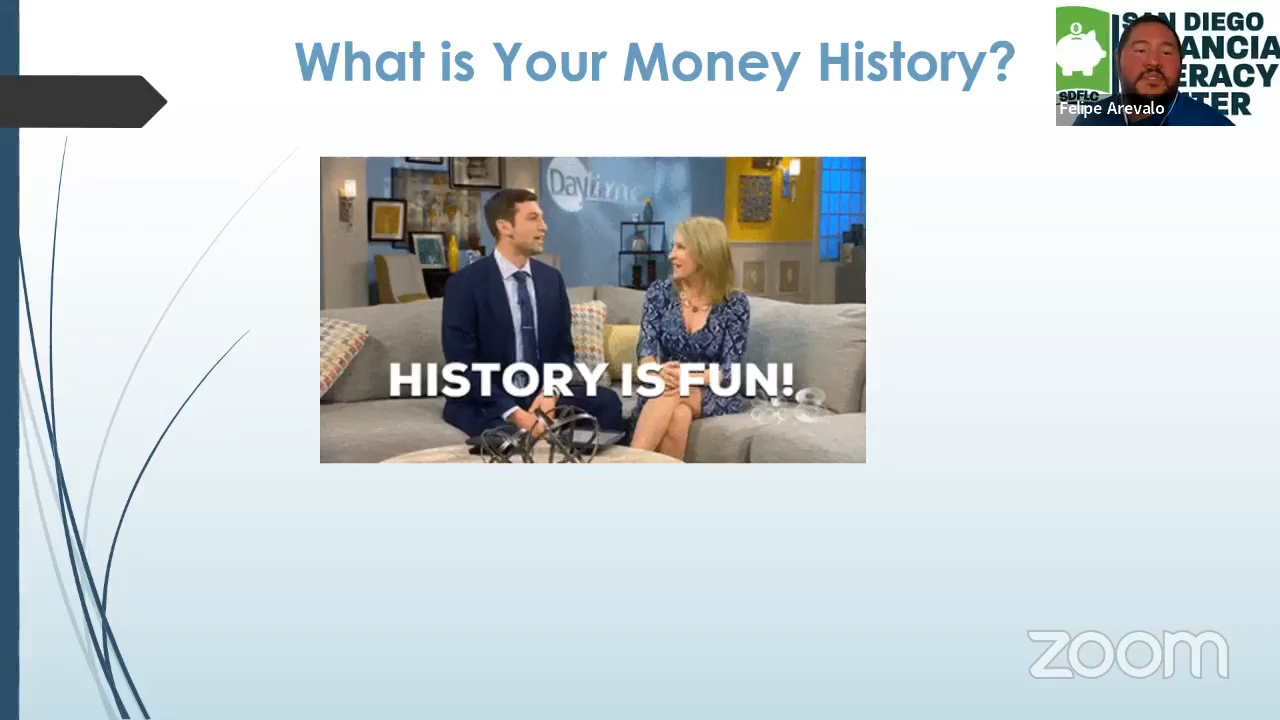 What is Your Money History?
SAN DIEGO
SDFLC
Felipe Arevalo
Daytime
HISTORY IS FUN!
zoom